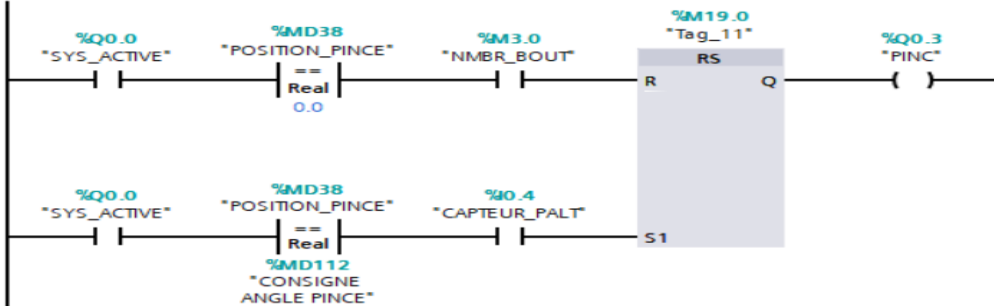 %M19.0
"Tag_11"
%Q0.0
"SYS_ACTIVE"
%MD38
"POSITION_PINCE"
==
Real
0.0
%M3.0
"NMBR_BOUT"
RS
R
Q
%Q0.3
"PINC"
%Q0.0
"SYS_ACTIVE"
%MD38
"POSITION_PINCE"
==
Real
%MD112
"CONSIGNE
ANGLE PINCE"
%I0.4
"CAPTEUR_PALT"
S1